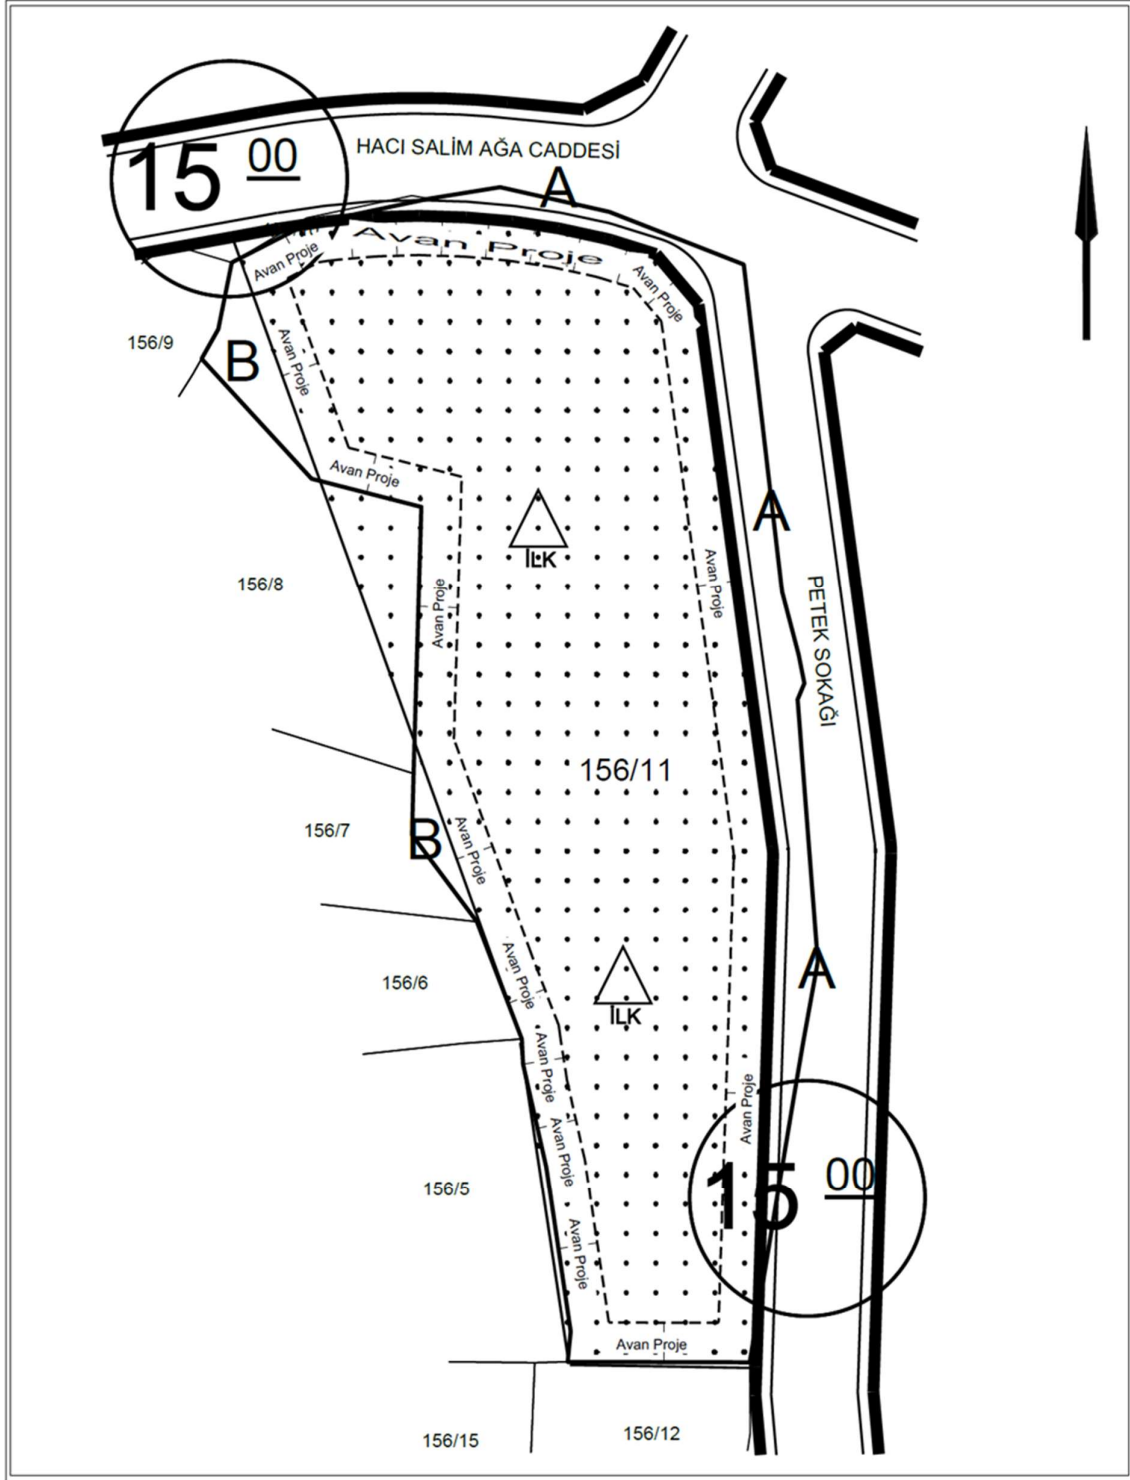 HACI SALİM AĞA CADDESİ
15 00
A
Avan Proje
Avan Proje
Avan Proje
156/9
B
Avan Proje
Avan Proje
A
İLK
Avan Proje
156/8
Avan Proje
PETEK SOKAĞI
156/11
156/7
B
Avan Proje
A
156/6
Avan Proje
İLK
Avan Proje
Avan Proje
Avan Proje
156/5
15 00
Avan Proje
Avan Proje
156/15
156/12